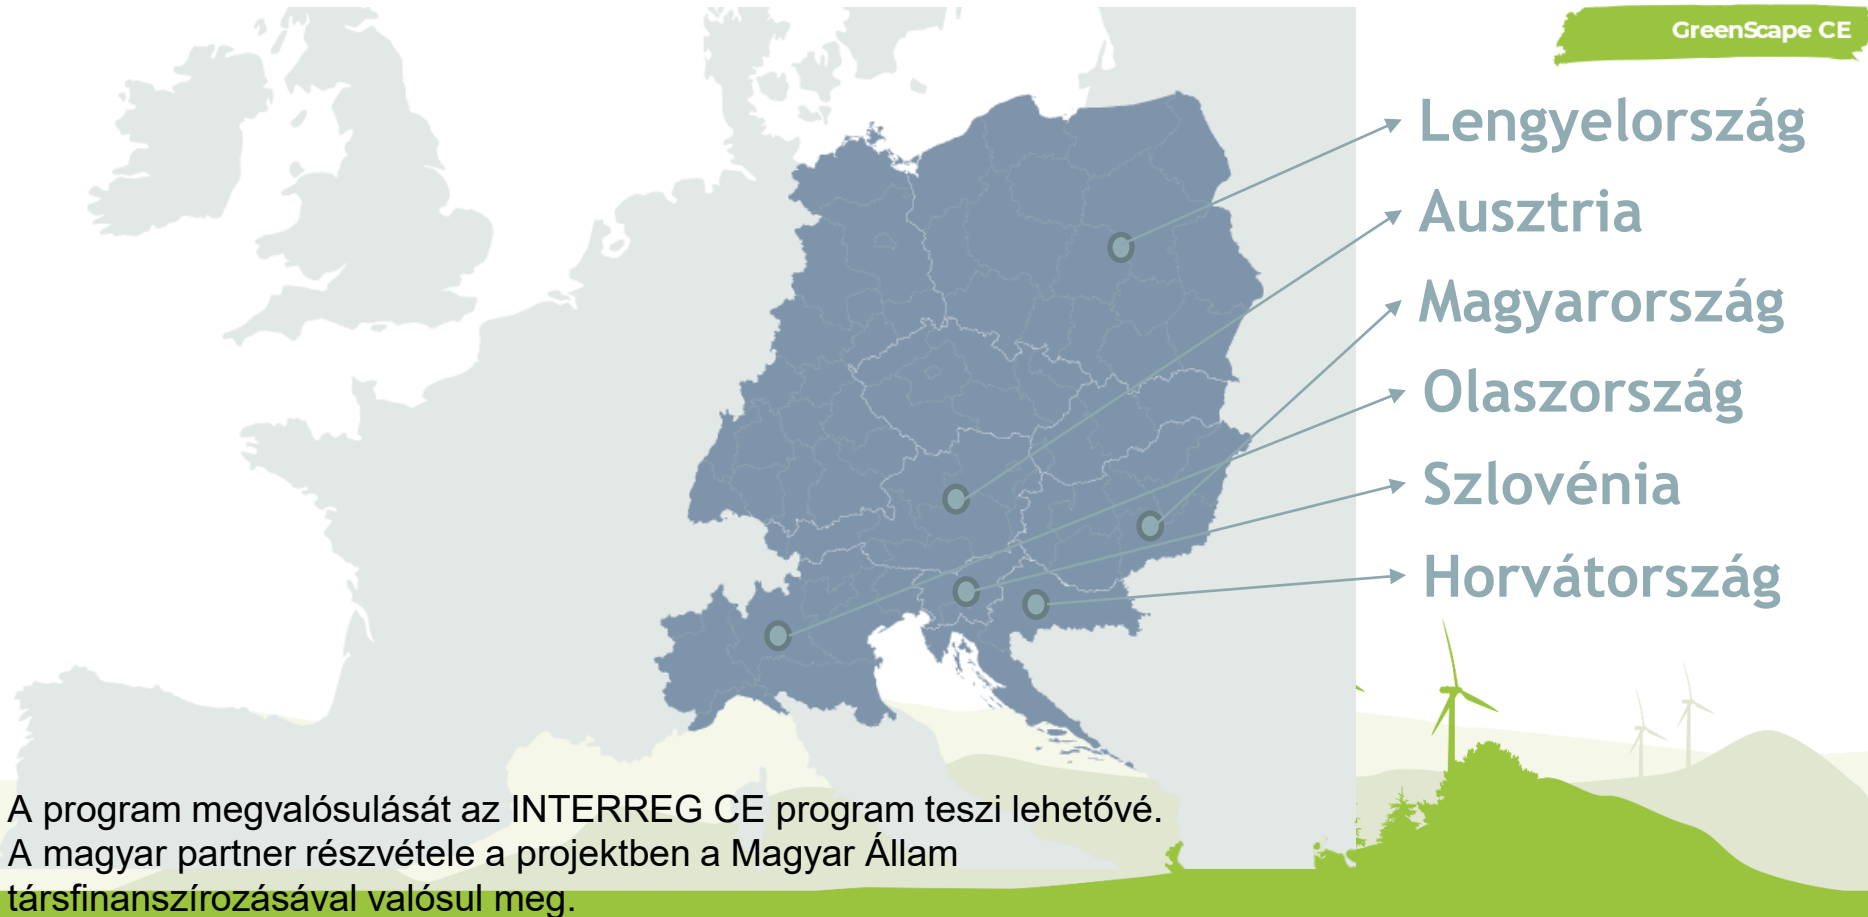 GreenScape CE
Lengyelország
Ausztria
Magyarország
Olaszország
Szlovénia
Horvátország
A program megvalósulását az INTERREG CE program teszi lehetővé.
A magyar partner részvétele a projektben a Magyar Állam
társfinanszírozásával valósul meg.